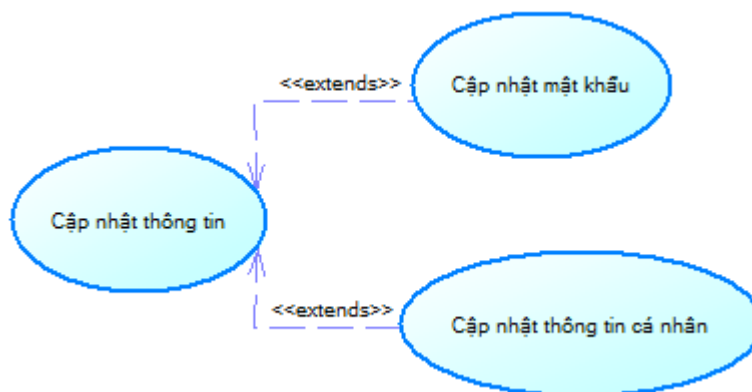 Cập nhật mật khẩu
<<extends>>
Cập nhật thông tin
<<extends>>
Cập nhật thông tin cá nhân